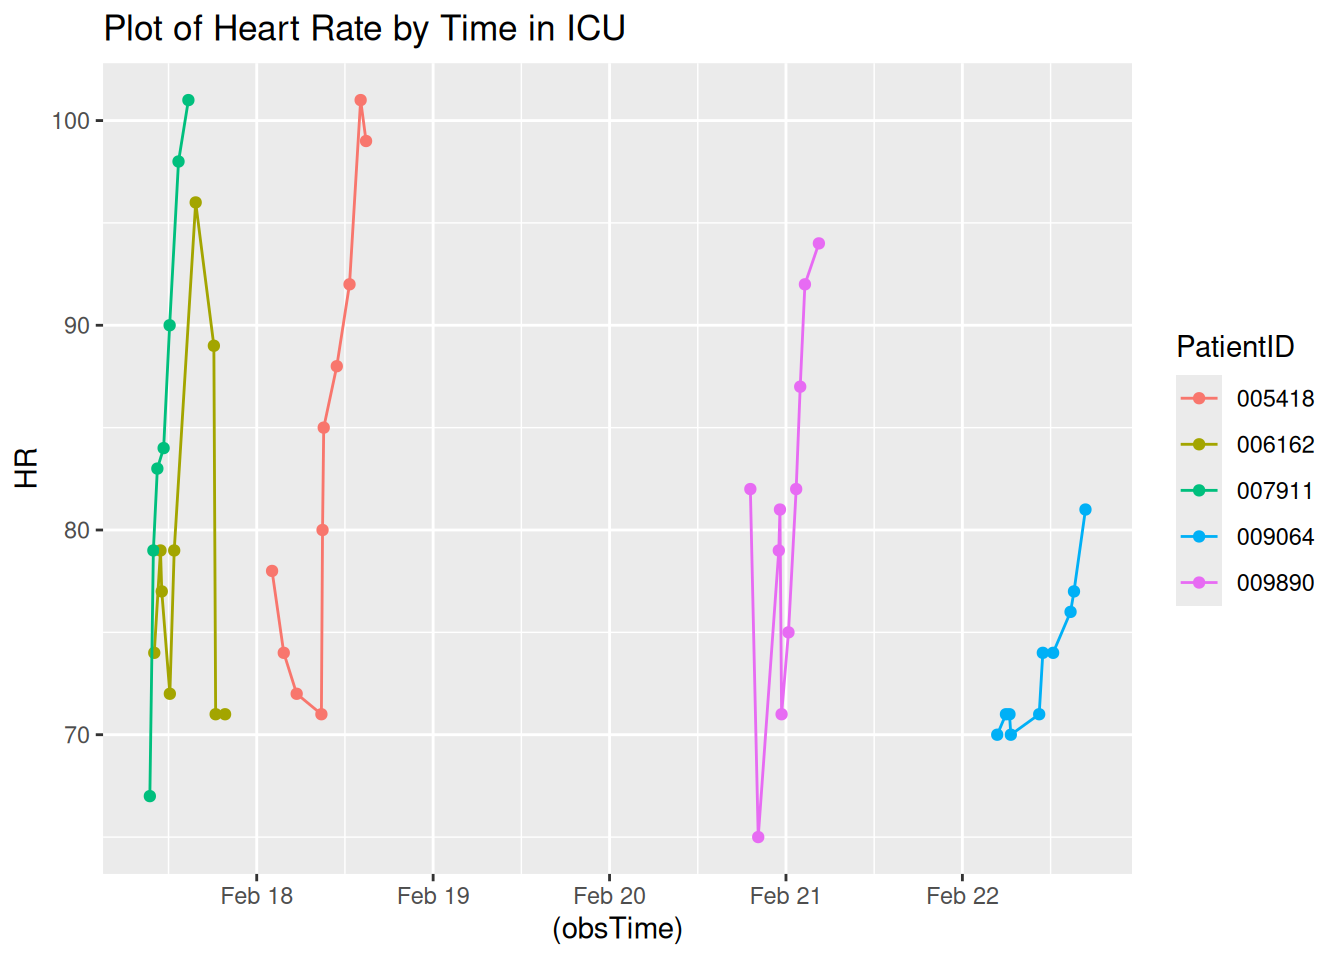 Plot of Heart Rate by Time in ICU
100
90
80
70
HR
Feb 18 Feb 19 Feb 20 Feb 21 Feb 22
(obsTime)
PatientID
005418
006162
007911
009064
009890